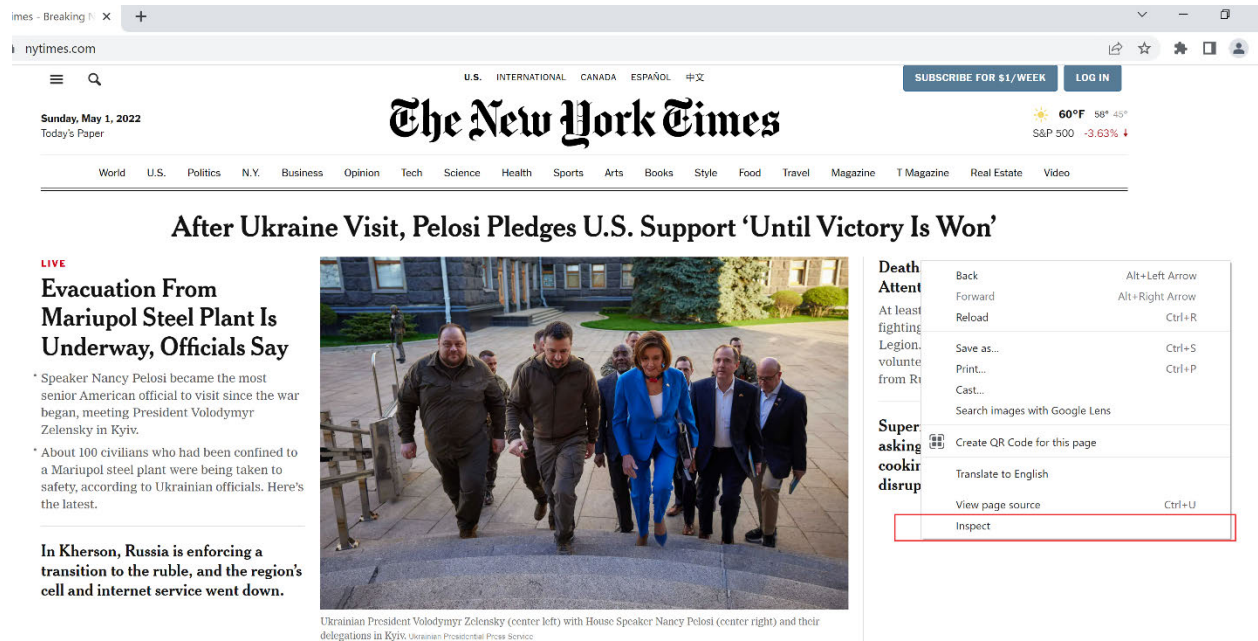 imes - Breaking N
nytimes.com
U.S. INTERNATIONAL CANADA ESPAÑOL 中文
SUBSCRIBE FOR $1/WEEK LOG IN
Sunday, May 1, 2022
Today's Paper
The New York Times
60°F 58° 45°
S&P 500 -3.63%
World U.S. Politics N.Y. Business Opinion Tech Science Health Sports Arts Books Style Food Travel Magazine T Magazine Real Estate Video
After Ukraine Visit, Pelosi Pledges U.S. Support ‘Until Victory Is Won’
LIVE
Evacuation From
Mariupol Steel Plant Is
Underway, Officials Say
• Speaker Nancy Pelosi became the most
senior American official to visit since the war
began, meeting President Volodymyr
Zelensky in Kyiv.
• About 100 civilians who had been confined to
a Mariupol steel plant were being taken to
safety, according to Ukrainian officials. Here's
the latest.
In Kherson, Russia is enforcing a
transition to the ruble, and the region's
cell and internet service went down.
Ukrainian President Volodymyr Zelensky (center left) with House Speaker Nancy Pelosi (center right) and their
delegations in Kyiv. Ukrainian Presidential Press Service
Death
Attent
At least
fighting
Legion.
volunte
from Ru
Super
asking
cookin
disrup
Back Alt+Left Arrow
Forward Alt+Right Arrow
Reload Ctrl+R
Save as... Ctrl+S
Print... Ctrl+P
Cast...
Search images with Google Lens
Create QR Code for this page
Translate to English
View page source Ctrl+U
Inspect